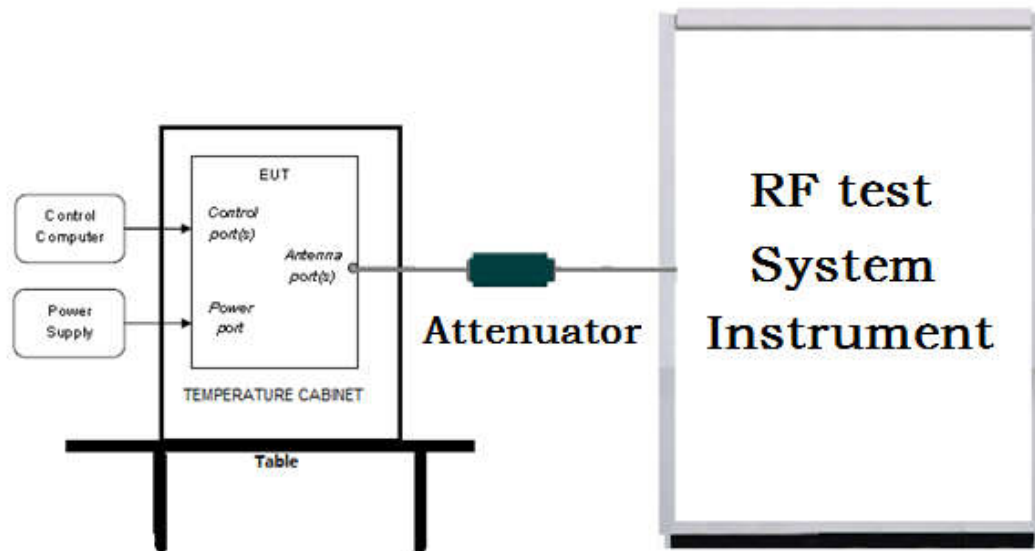 Control
Computer
Power
Supply
EUT
Control
port(s)
Antenna
port(s)
Power
port
TEMPERATURE CABINET
Table
Attenuator
RF test
System
Instrument